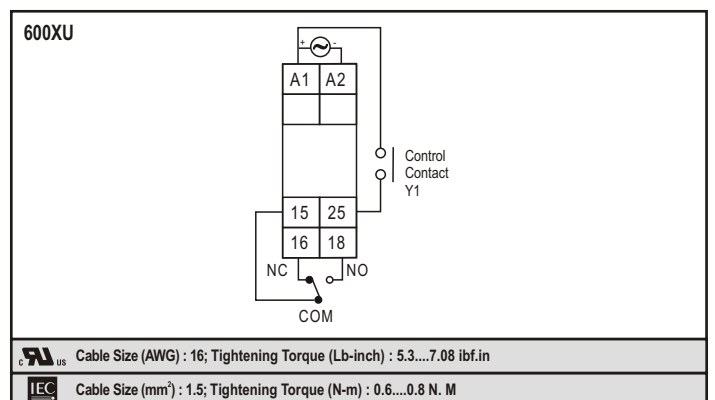 600XU
+ -
A1 A2
Control
Contact
Y1
15 25
16 18
NC NO
COM
c RU us Cable Size (AWG) : 16; Tightening Torque (Lb-inch) : 5.3....7.08 ibf.in
IEC Cable Size (mm²) : 1.5; Tightening Torque (N-m) : 0.6....0.8 N. M